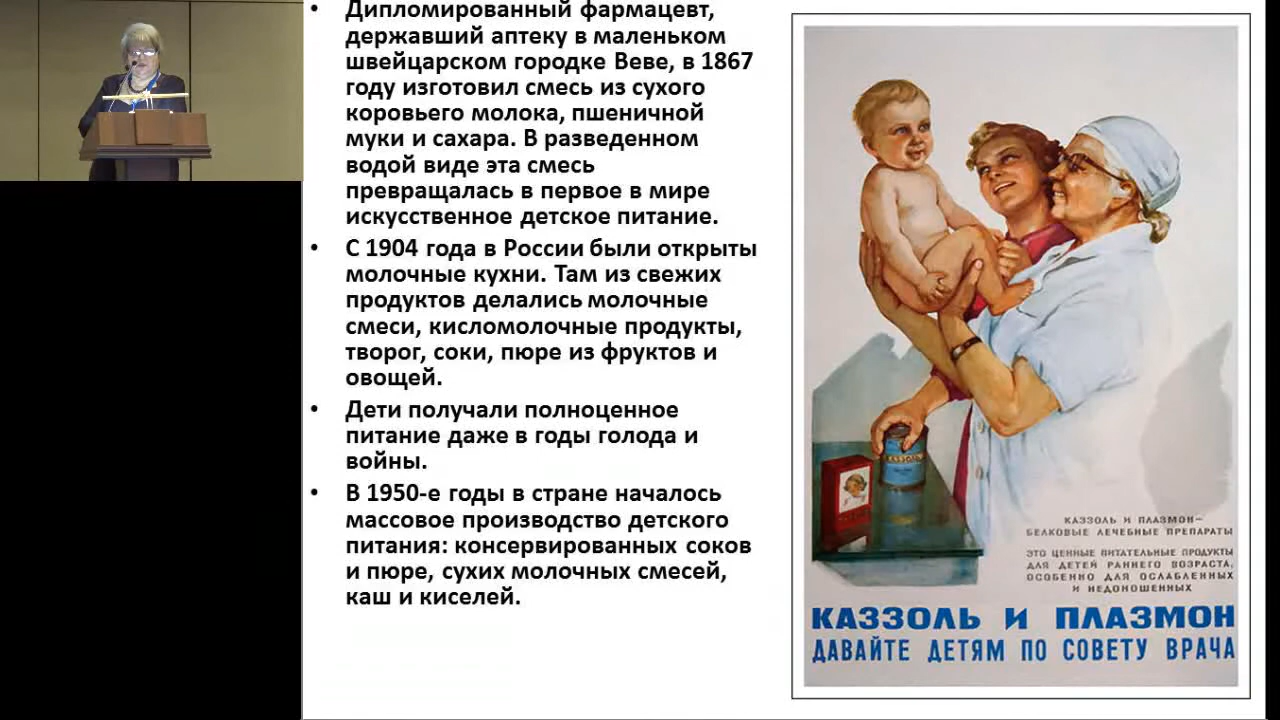 • Дипломированный фармацевт,
державший аптеку в маленьком
швейцарском городке Веве, в 1867
году изготовил смесь из сухого
коровьего молока, пшеничной
муки и сахара. В разведенном
водой виде эта смесь
превращалась в первое в мире
искусственное детское питание.
• С 1904 года в России были открыты
молочные кухни. Там из свежих
продуктов делались молочные
смеси, кисломолочные продукты,
творог, соки, пюре из фруктов и
овощей.
• Дети получали полноценное
питание даже в годы голода и
войны.
• В 1950-е годы в стране началось
массовое производство детского
питания: консервированных соков
и пюре, сухих молочных смесей,
каш и киселей.
КАЗЗОЛЬ
КАЗЗОЛЬ И ПЛАЗМОН–
БЕЛКОВЫЕ ЛЕЧЕБНЫЕ ПРЕПАРАТЫ
ЭТО ЦЕННЫЕ ПИТАТЕЛЬНЫЕ ПРОДУКТЫ
ДЛЯ ДЕТЕЙ РАННЕГО ВОЗРАСТА,
ОСОБЕННО ДЛЯ ОСЛАБЛЕННЫХ
И НЕДОНОШЕННЫХ
КАЗЗОЛЬ И ПЛАЗМОН
ДАВАЙТЕ ДЕТЯМ ПО СОВЕТУ ВРАЧА